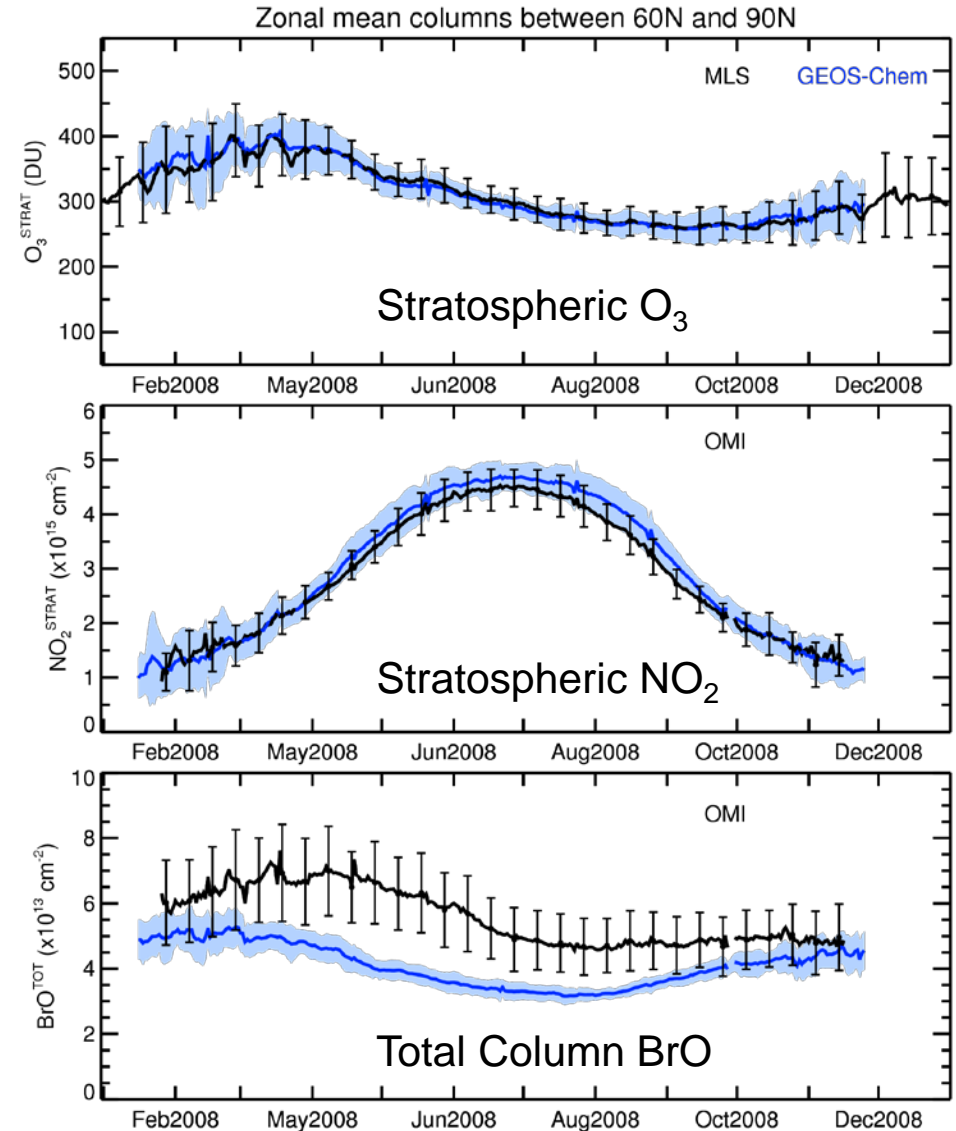 Zonal mean columns between 60N and 90N
MLS GEOS-Chem
500
400
300
200
100
O₃ˢᵀᴿᴬᵀ (DU)
Stratospheric O₃
Feb2008 May2008 Jun2008 Aug2008 Oct2008 Dec2008
OMI
6
5
4
3
2
1
0
NO₂ˢᵀᴿᴬᵀ (x10¹⁵ cm⁻²)
Stratospheric NO₂
Feb2008 May2008 Jun2008 Aug2008 Oct2008 Dec2008
OMI
10
8
6
4
2
0
BrOᵀᴼᵀ (x10¹³ cm⁻²)
Total Column BrO
Feb2008 May2008 Jun2008 Aug2008 Oct2008 Dec2008